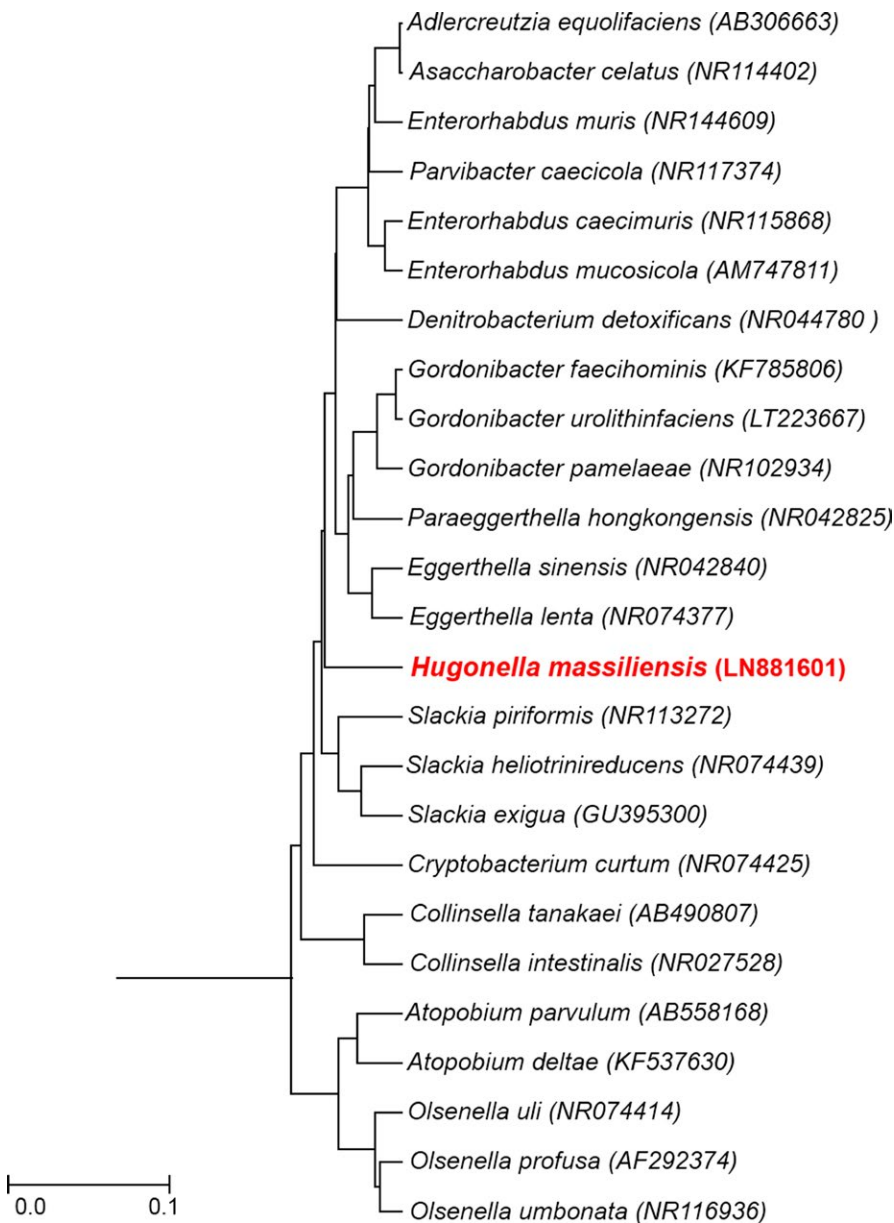 Adlercreutzia equolifaciens (AB306663)
Asaccharobacter celatus (NR114402)
Enterorhabdus muris (NR144609)
Parvibacter caecicola (NR117374)
Enterorhabdus caecimuris (NR115868)
Enterorhabdus mucosicola (AM747811)
Denitrobacterium detoxificans (NR044780 )
Gordonibacter faecihominis (KF785806)
Gordonibacter urolithinfaciens (LT223667)
Gordonibacter pamelaeae (NR102934)
Paraeggerthella hongkongensis (NR042825)
Eggerthella sinensis (NR042840)
Eggerthella lenta (NR074377)
Hugonella massiliensis (LN881601)
Slackia piriformis (NR113272)
Slackia heliotrinireducens (NR074439)
Slackia exigua (GU395300)
Cryptobacterium curtum (NR074425)
Collinsella tanakaei (AB490807)
Collinsella intestinalis (NR027528)
Atopobium parvulum (AB558168)
Atopobium deltae (KF537630)
Olsenella uli (NR074414)
Olsenella profusa (AF292374)
Olsenella umbonata (NR116936)
0.0 0.1